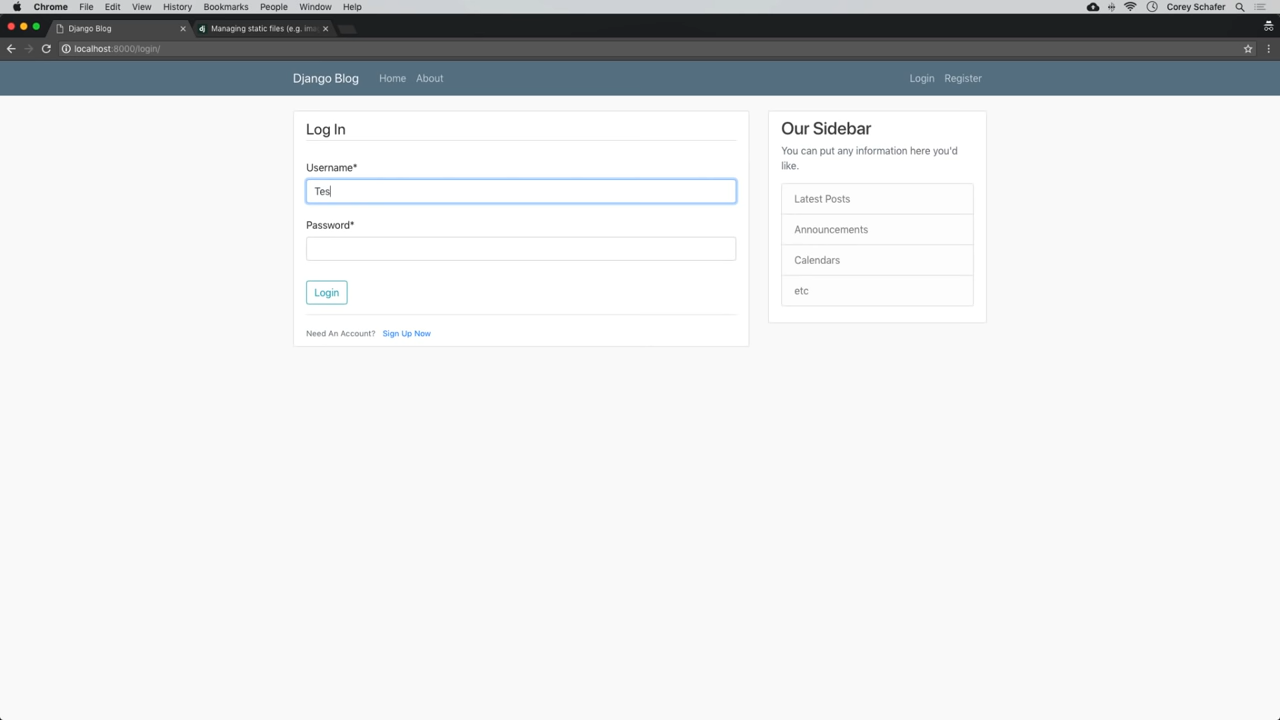 Chrome File Edit View History Bookmarks People Window Help Corey Schafer
Django Blog dj Managing static files (e.g. ima
localhost:8000/login/
Django Blog Home About Login Register
Log In
Username*
Tes
Password*
Login
Need An Account? Sign Up Now
Our Sidebar
You can put any information here you'd
like.
Latest Posts
Announcements
Calendars
etc